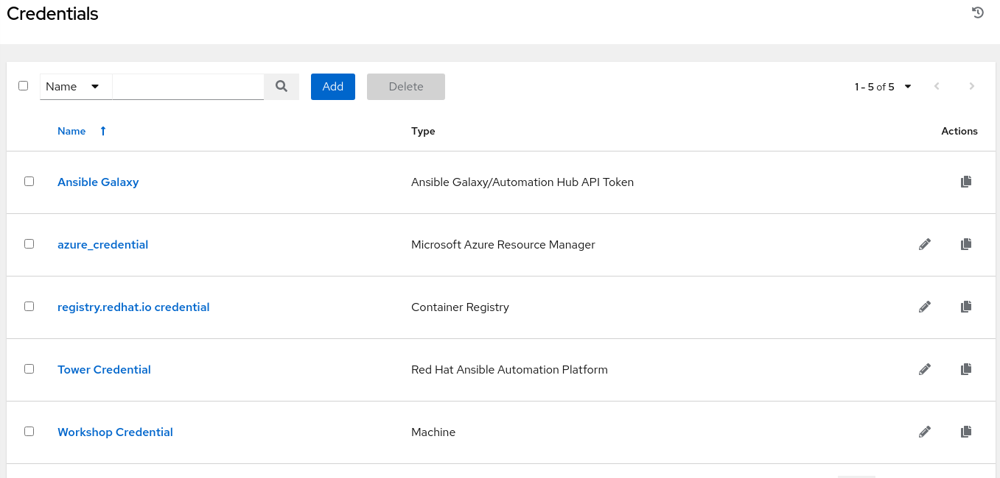 Credentials
Name Add Delete 1 - 5 of 5
Name Type Actions
Ansible Galaxy Ansible Galaxy/Automation Hub API Token
azure_credential Microsoft Azure Resource Manager
registry.redhat.io credential Container Registry
Tower Credential Red Hat Ansible Automation Platform
Workshop Credential Machine